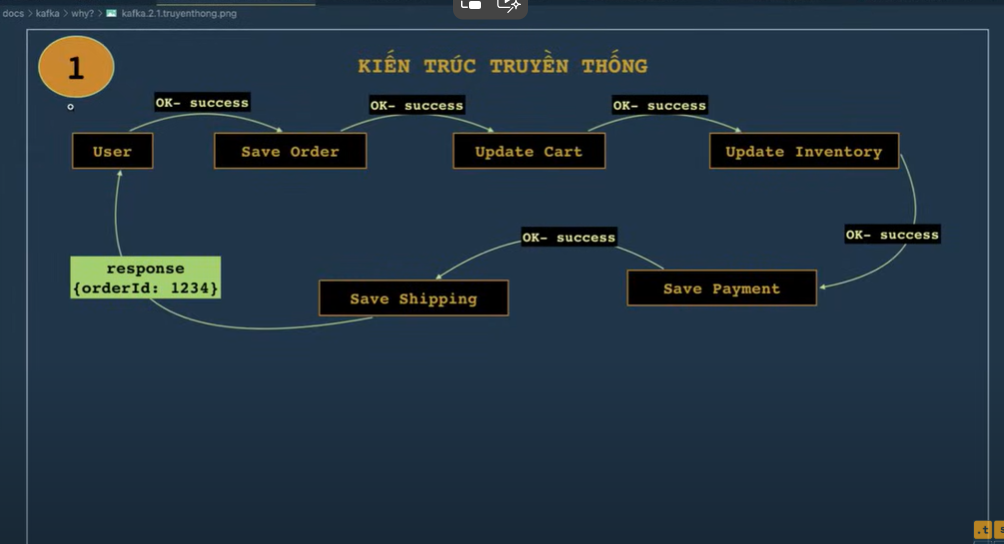 docs > kafka > why? > kafka.2.1.truyenthong.png
1
KIẾN TRÚC TRUYỀN THỐNG
OK- success
OK- success
OK- success
User
Save Order
Update Cart
Update Inventory
OK- success
OK- success
response
{orderId: 1234}
Save Shipping
Save Payment
.t